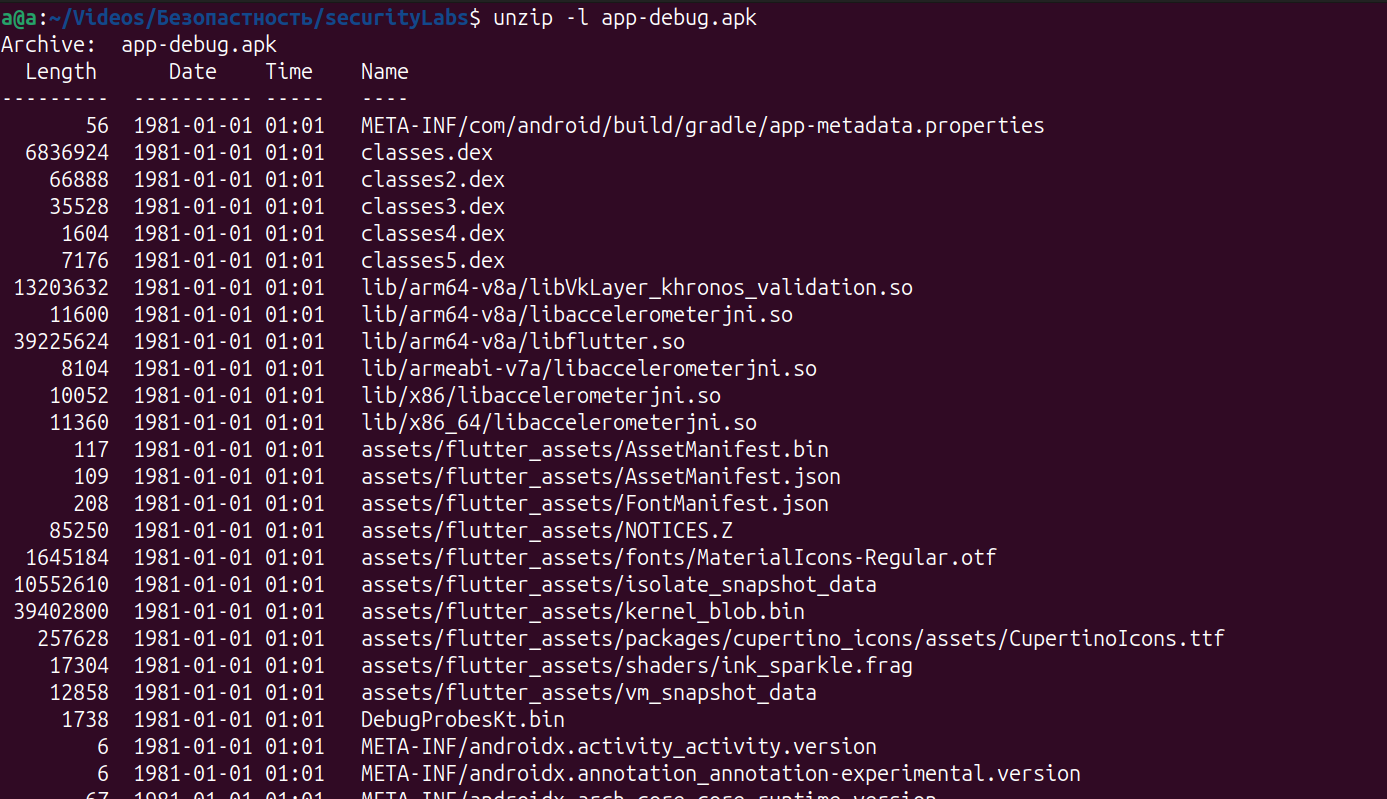 a@a:~/Videos/Безопастность/securityLabs$ unzip -l app-debug.apk
Archive:  app-debug.apk
  Length      Date    Time    Name
---------  ---------- -----   ----
       56  1981-01-01 01:01   META-INF/com/android/build/gradle/app-metadata.properties
  6836924  1981-01-01 01:01   classes.dex
    66888  1981-01-01 01:01   classes2.dex
    35528  1981-01-01 01:01   classes3.dex
     1604  1981-01-01 01:01   classes4.dex
     7176  1981-01-01 01:01   classes5.dex
 13203632  1981-01-01 01:01   lib/arm64-v8a/libVkLayer_khronos_validation.so
    11600  1981-01-01 01:01   lib/arm64-v8a/libaccelerometerjni.so
 39225624  1981-01-01 01:01   lib/arm64-v8a/libflutter.so
     8104  1981-01-01 01:01   lib/armeabi-v7a/libaccelerometerjni.so
    10052  1981-01-01 01:01   lib/x86/libaccelerometerjni.so
    11360  1981-01-01 01:01   lib/x86_64/libaccelerometerjni.so
      117  1981-01-01 01:01   assets/flutter_assets/AssetManifest.bin
      109  1981-01-01 01:01   assets/flutter_assets/AssetManifest.json
      208  1981-01-01 01:01   assets/flutter_assets/FontManifest.json
    85250  1981-01-01 01:01   assets/flutter_assets/NOTICES.Z
  1645184  1981-01-01 01:01   assets/flutter_assets/fonts/MaterialIcons-Regular.otf
 10552610  1981-01-01 01:01   assets/flutter_assets/isolate_snapshot_data
 39402800  1981-01-01 01:01   assets/flutter_assets/kernel_blob.bin
   257628  1981-01-01 01:01   assets/flutter_assets/packages/cupertino_icons/assets/CupertinoIcons.ttf
    17304  1981-01-01 01:01   assets/flutter_assets/shaders/ink_sparkle.frag
    12858  1981-01-01 01:01   assets/flutter_assets/vm_snapshot_data
     1738  1981-01-01 01:01   DebugProbesKt.bin
        6  1981-01-01 01:01   META-INF/androidx.activity_activity.version
        6  1981-01-01 01:01   META-INF/androidx.annotation_annotation-experimental.version
       67  1981-01-01 01:01   META-INF/androidx.arch.core_core-runtime.version